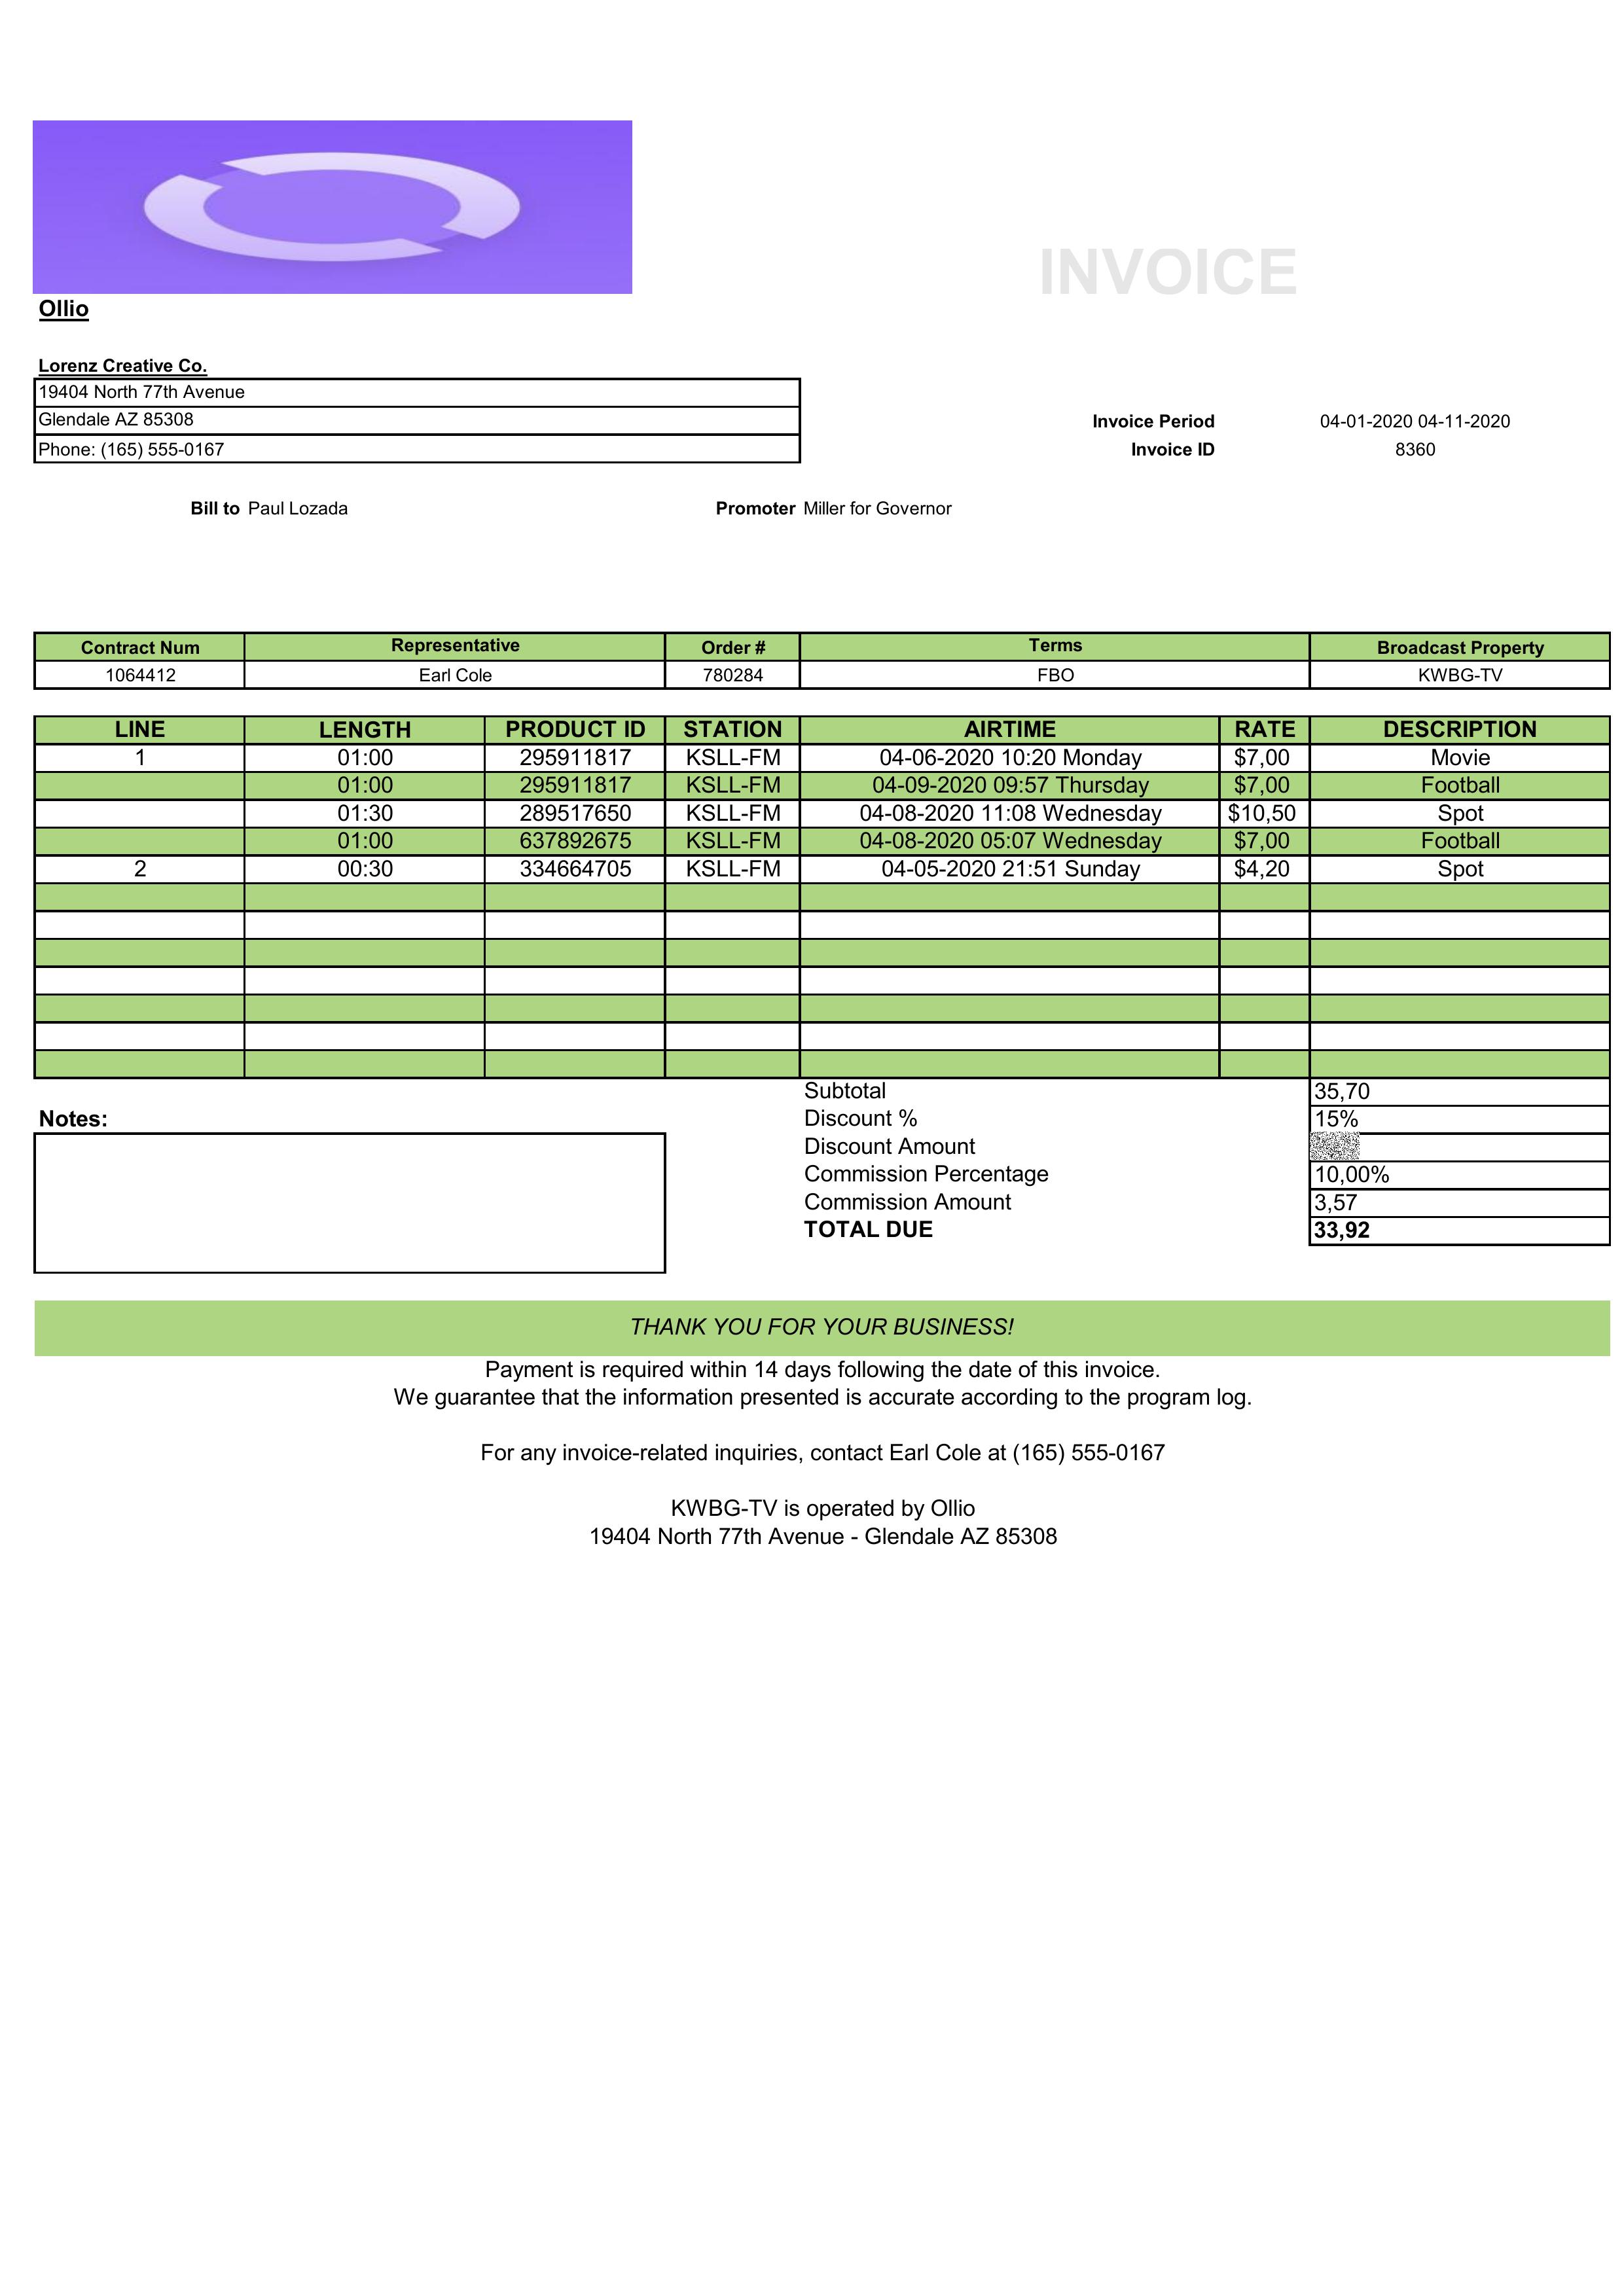 INVOICE
Ollio
Lorenz Creative Co.
19404 North 77th Avenue
Glendale AZ 85308
Phone: (165) 555-0167
Invoice Period 04-01-2020 04-11-2020
Invoice ID 8360
Bill to Paul Lozada Promoter Miller for Governor
Contract Num Representative Order # Terms Broadcast Property
1064412 Earl Cole 780284 FBO KWBG-TV
LINE LENGTH PRODUCT ID STATION AIRTIME RATE DESCRIPTION
1 01:00 295911817 KSLL-FM 04-06-2020 10:20 Monday $7,00 Movie
01:00 295911817 KSLL-FM 04-09-2020 09:57 Thursday $7,00 Football
01:30 289517650 KSLL-FM 04-08-2020 11:08 Wednesday $10,50 Spot
01:00 637892675 KSLL-FM 04-08-2020 05:07 Wednesday $7,00 Football
2 00:30 334664705 KSLL-FM 04-05-2020 21:51 Sunday $4,20 Spot
Subtotal 35,70
Notes:
Discount % 15%
Discount Amount
Commission Percentage 10,00%
Commission Amount 3,57
TOTAL DUE 33,92
THANK YOU FOR YOUR BUSINESS!
Payment is required within 14 days following the date of this invoice.
We guarantee that the information presented is accurate according to the program log.
For any invoice-related inquiries, contact Earl Cole at (165) 555-0167
KWBG-TV is operated by Ollio
19404 North 77th Avenue - Glendale AZ 85308